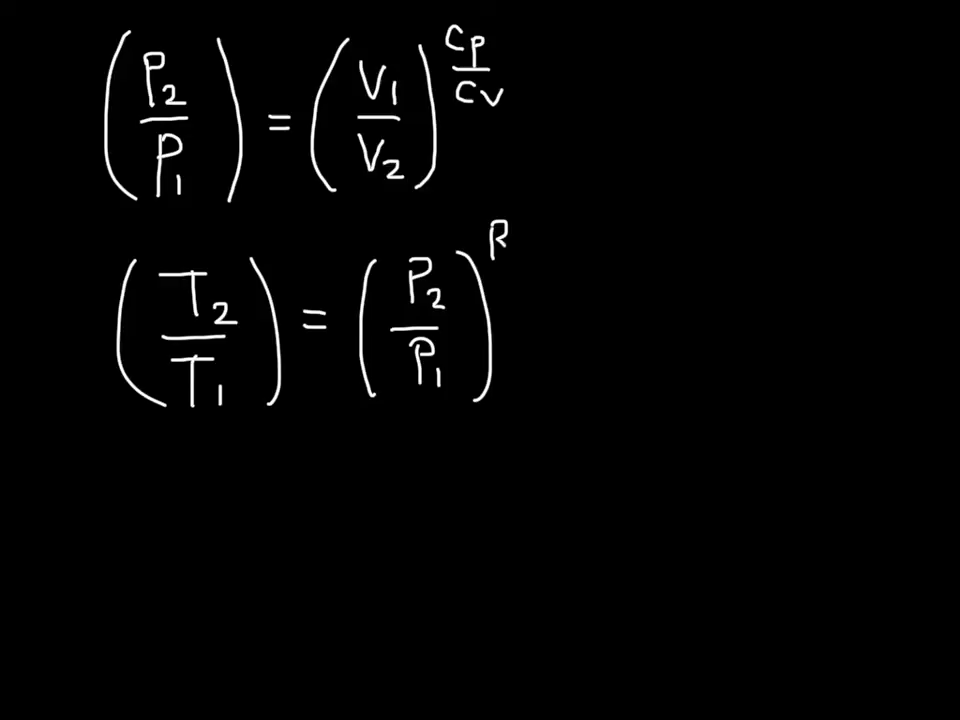 (P₂/P₁) = (V₁/V₂)^(Cp/Cv)
(T₂/T₁) = (P₂/P₁)^R